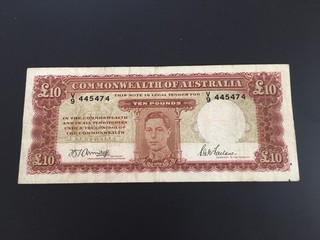 COMMONWEALTH OF AUSTRALIA
£10 £10
V/9 445474 THIS NOTE IS LEGAL TENDER FOR V/9 445474
TEN POUNDS
IN THE COMMONWEALTH
AND IN ALL TERRITORIES
UNDER THE CONTROL OF
THE COMMONWEALTH
£10 £10